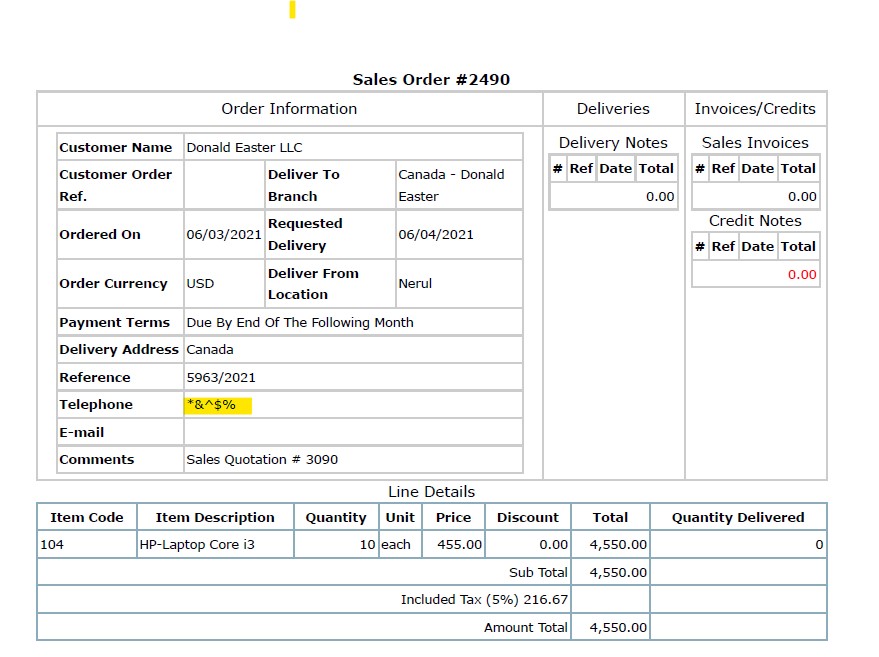 Sales Order #2490
Order Information Deliveries Invoices/Credits
Customer Name Donald Easter LLC
Customer Order Ref. Deliver To Branch Canada - Donald Easter
Ordered On 06/03/2021 Requested Delivery 06/04/2021
Order Currency USD Deliver From Location Nerul
Payment Terms Due By End Of The Following Month
Delivery Address Canada
Reference 5963/2021
Telephone *&^$%
E-mail
Comments Sales Quotation # 3090
Delivery Notes
# Ref Date Total
0.00
Sales Invoices
# Ref Date Total
0.00
Credit Notes
# Ref Date Total
0.00
Line Details
Item Code Item Description Quantity Unit Price Discount Total Quantity Delivered
104 HP-Laptop Core i3 10 each 455.00 0.00 4,550.00 0
Sub Total 4,550.00
Included Tax (5%) 216.67
Amount Total 4,550.00